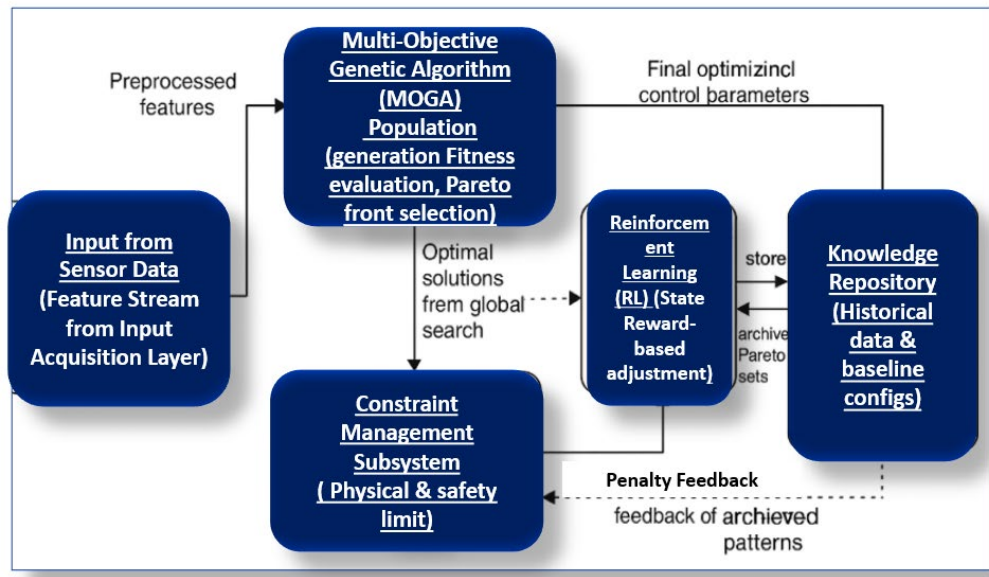 Preprocessed
features
Multi-Objective
Genetic Algorithm
(MOGA)
Population
(generation Fitness
evaluation, Pareto
front selection)
Final optimizincl
control parameters
Input from
Sensor Data
(Feature Stream
from Input
Acquisition Layer)
Optimal
solutions
frem global
search
Reinforcem
ent
Learning
(RL) (State
Reward-
based
adjustment)
store
archive
Pareto
sets
Knowledge
Repository
(Historical
data &
baseline
configs)
Constraint
Management
Subsystem
( Physical & safety
limit)
Penalty Feedback
feedback of archieved
patterns